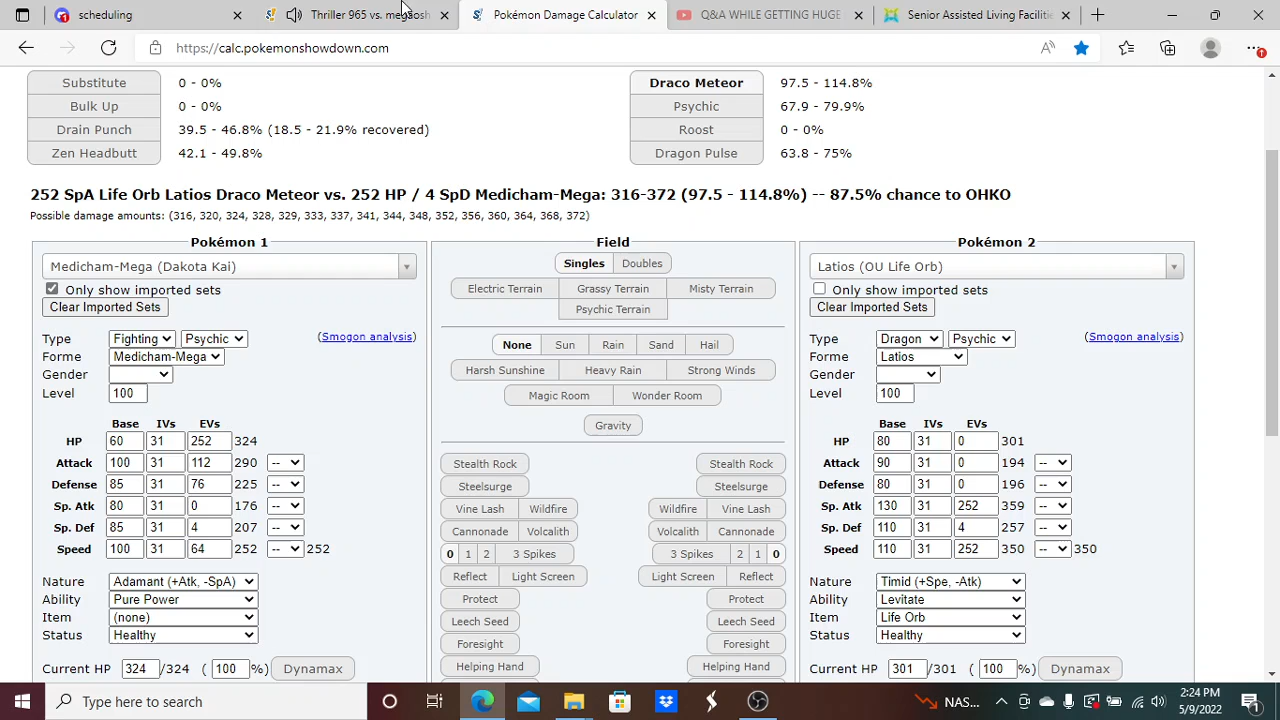 scheduling
Thriller 965 vs. megaosh
Pokémon Damage Calculator
Q&A WHILE GETTING HUGE
Senior Assisted Living Faciliti
https://calc.pokemonshowdown.com
Substitute 0 - 0%
Bulk Up 0 - 0%
Drain Punch 39.5 - 46.8% (18.5 - 21.9% recovered)
Zen Headbutt 42.1 - 49.8%
Draco Meteor 97.5 - 114.8%
Psychic 67.9 - 79.9%
Roost 0 - 0%
Dragon Pulse 63.8 - 75%
252 SpA Life Orb Latios Draco Meteor vs. 252 HP / 4 SpD Medicham-Mega: 316-372 (97.5 - 114.8%) -- 87.5% chance to OHKO
Possible damage amounts: (316, 320, 324, 328, 329, 333, 337, 341, 344, 348, 352, 356, 360, 364, 368, 372)
Pokémon 1
Medicham-Mega (Dakota Kai)
Only show imported sets
Clear Imported Sets
Type Fighting Psychic (Smogon analysis)
Forme Medicham-Mega
Gender
Level 100
Base IVs EVs
HP 60 31 252 324
Attack 100 31 112 290 --
Defense 85 31 76 225 --
Sp. Atk 80 31 0 176 --
Sp. Def 85 31 4 207 --
Speed 100 31 64 252 -- 252
Nature Adamant (+Atk, -SpA)
Ability Pure Power
Item (none)
Status Healthy
Current HP 324 /324 ( 100 %) Dynamax
Field
Singles Doubles
Electric Terrain Grassy Terrain Misty Terrain
Psychic Terrain
None Sun Rain Sand Hail
Harsh Sunshine Heavy Rain Strong Winds
Magic Room Wonder Room
Gravity
Stealth Rock Stealth Rock
Steelsurge Steelsurge
Vine Lash Wildfire Wildfire Vine Lash
Cannonade Volcalith Volcalith Cannonade
0 1 2 3 Spikes 3 Spikes 2 1 0
Reflect Light Screen Light Screen Reflect
Protect Protect
Leech Seed Leech Seed
Foresight Foresight
Helping Hand Helping Hand
Pokémon 2
Latios (OU Life Orb)
Only show imported sets
Clear Imported Sets
Type Dragon Psychic (Smogon analysis)
Forme Latios
Gender
Level 100
Base IVs EVs
HP 80 31 0 301
Attack 90 31 0 194 --
Defense 80 31 0 196 --
Sp. Atk 130 31 252 359 --
Sp. Def 110 31 4 257 --
Speed 110 31 252 350 -- 350
Nature Timid (+Spe, -Atk)
Ability Levitate
Item Life Orb
Status Healthy
Current HP 301 /301 ( 100 %) Dynamax
Type here to search
NAS...
2:24 PM
5/9/2022
1